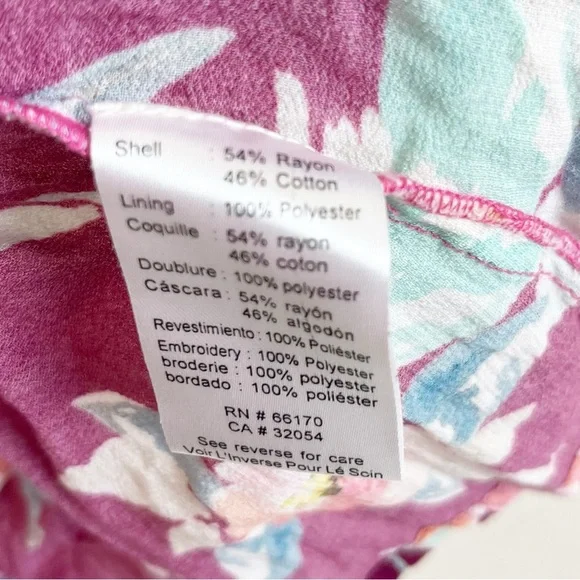 Shell : 54% Rayon
46% Cotton
Lining : 100% Polyester
Coquille : 54% rayon
46% coton
Doublure : 100% polyester
Cáscara : 54% rayón
46% algodón
Revestimiento : 100% Poliéster
Embroidery : 100% Polyester
broderie : 100% polyester
bordado : 100% poliéster
RN # 66170
CA # 32054
See reverse for care
Voir L'Inverse Pour Lé Soin